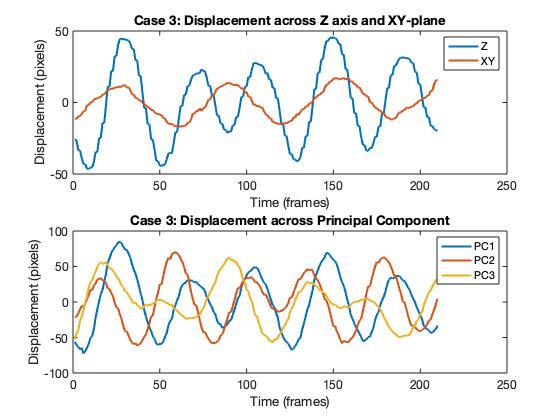 Case 3: Displacement across Z axis and XY-plane
50
Z
XY
0
-50
Displacement (pixels)
0 50 100 150 200 250
Time (frames)
Case 3: Displacement across Principal Component
100
PC1
PC2
PC3
50
0
-50
-100
Displacement (pixels)
0 50 100 150 200 250
Time (frames)